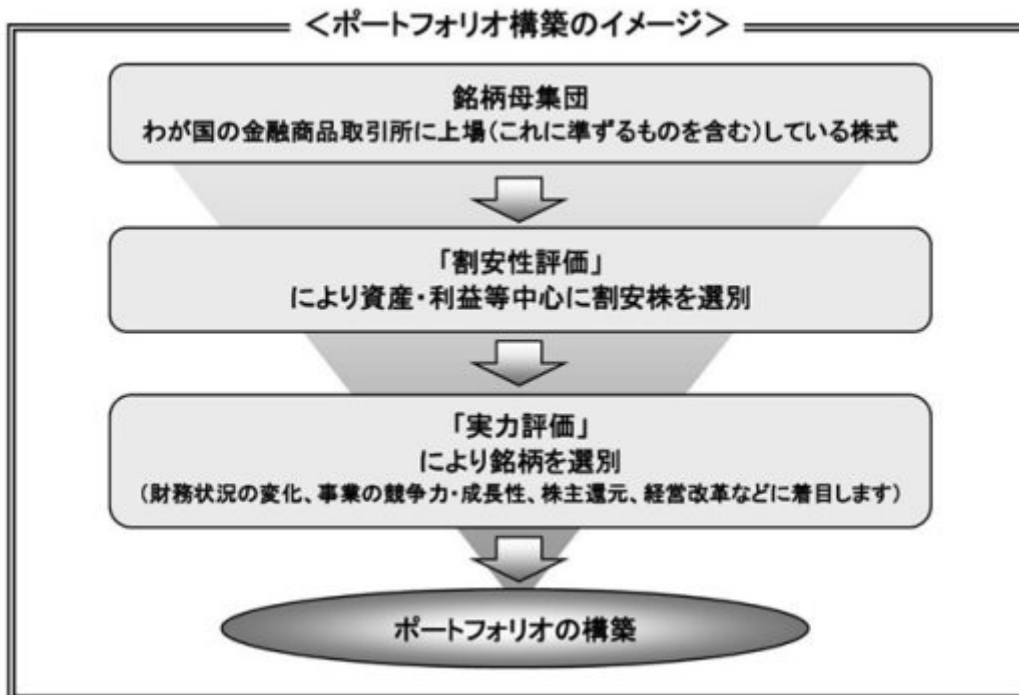 ＜ポートフォリオ構築のイメージ＞
銘柄母集団
わが国の金融商品取引所に上場（これに準ずるものを含む）している株式
「割安性評価」
により資産・利益等中心に割安株を選別
「実力評価」
により銘柄を選別
（財務状況の変化、事業の競争力・成長性、株主還元、経営改革などに着目します）
ポートフォリオの構築